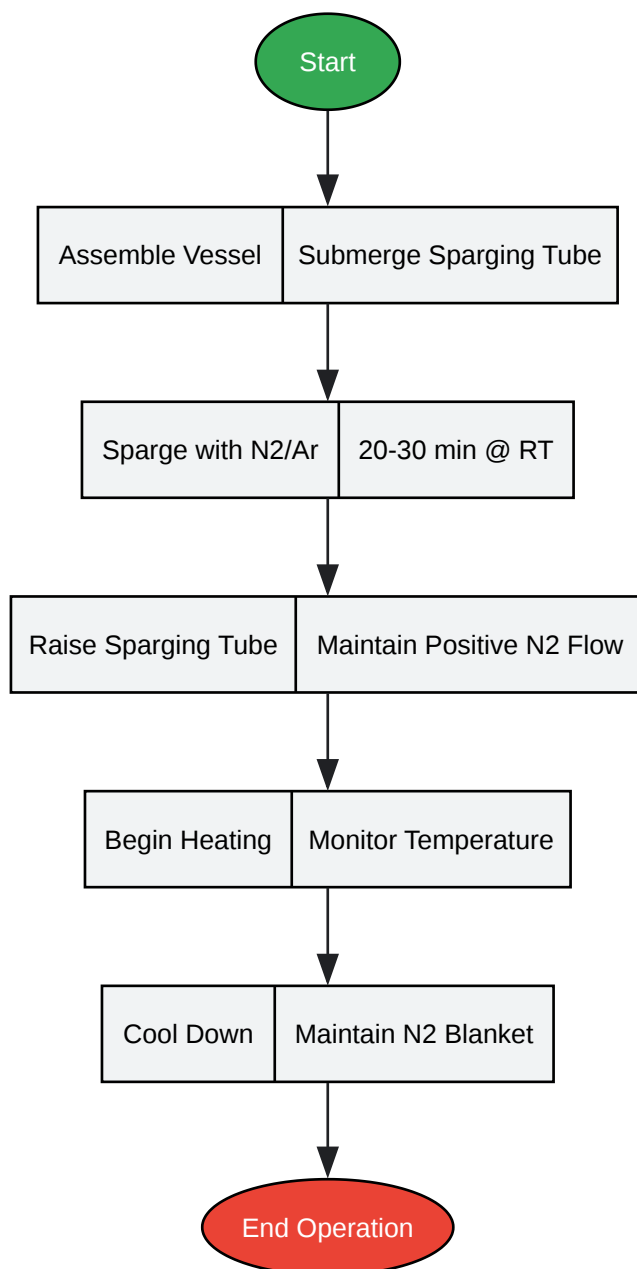 Start
Assemble Vessel
Submerge Sparging Tube
Sparge with N2/Ar
20-30 min @ RT
Raise Sparging Tube
Maintain Positive N2 Flow
Begin Heating
Monitor Temperature
Cool Down
Maintain N2 Blanket
End Operation